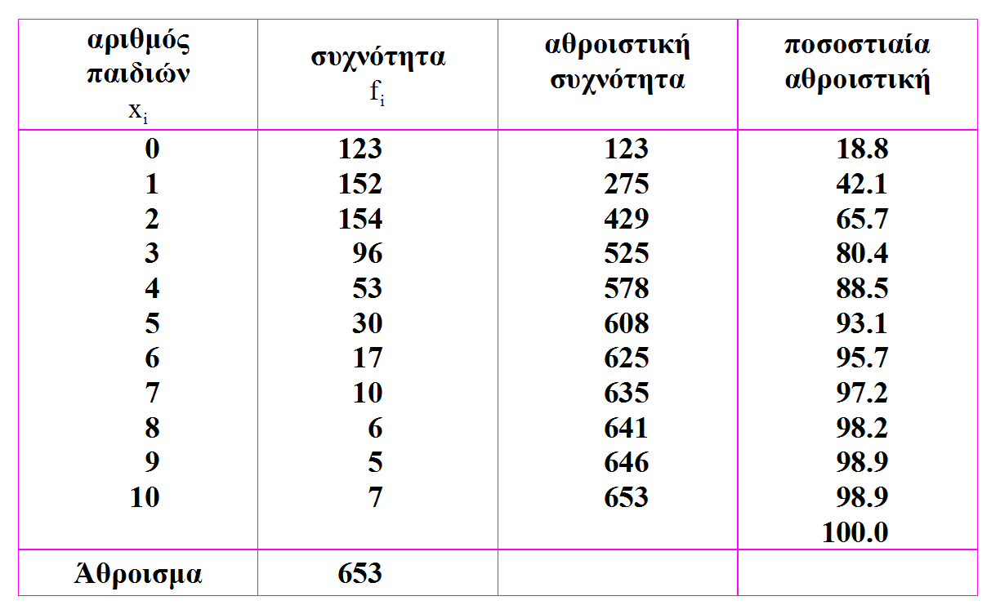 αριθμός παιδιών xi συχνότητα fi αθροιστική συχνότητα ποσοστιαία αθροιστική
0 123 123 18.8
1 152 275 42.1
2 154 429 65.7
3 96 525 80.4
4 53 578 88.5
5 30 608 93.1
6 17 625 95.7
7 10 635 97.2
8 6 641 98.2
9 5 646 98.9
10 7 653 98.9
100.0
Άθροισμα 653